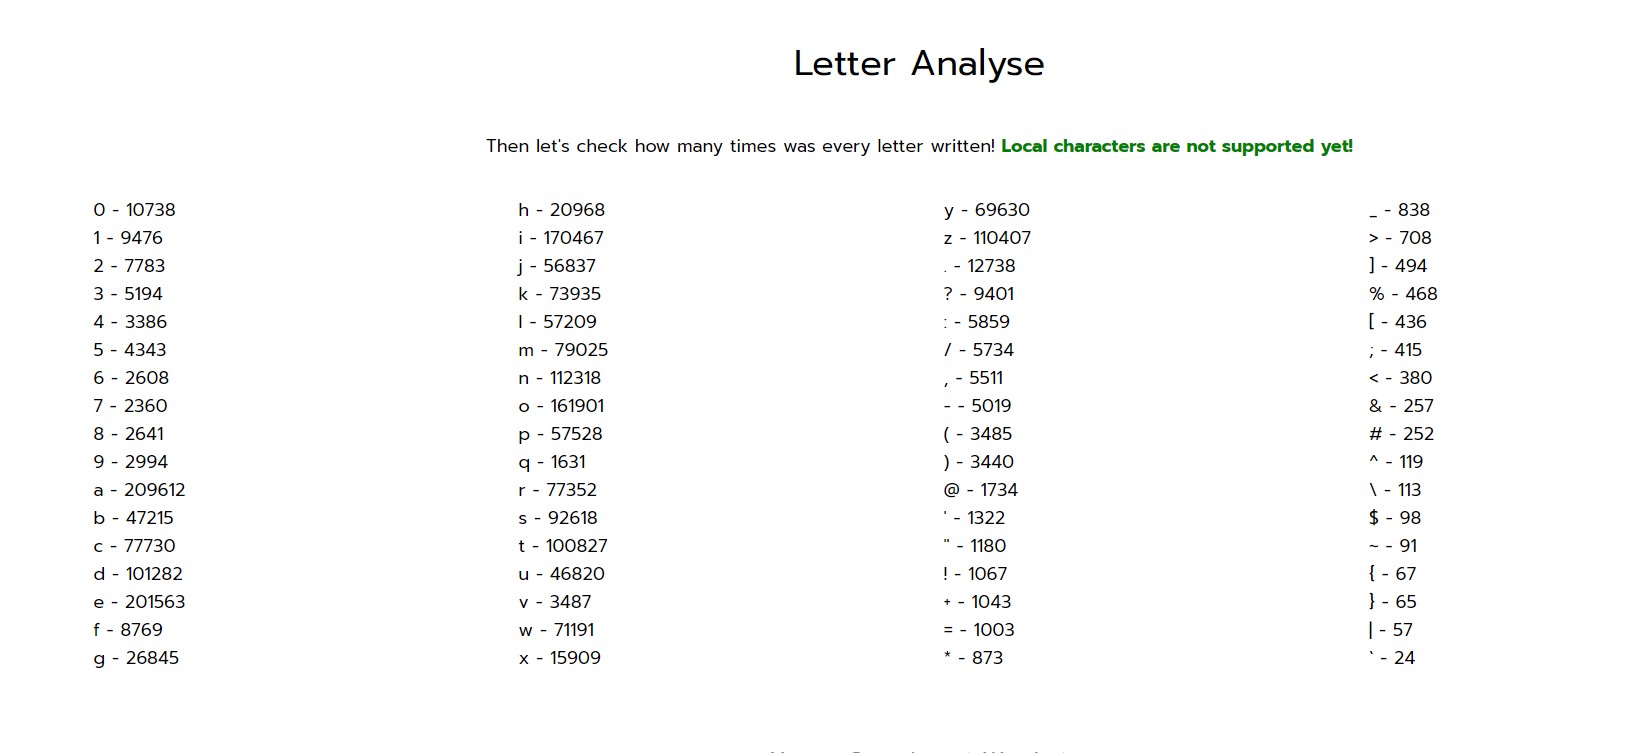 Letter Analyse
Then let's check how many times was every letter written! Local characters are not supported yet!
0 - 10738
1 - 9476
2 - 7783
3 - 5194
4 - 3386
5 - 4343
6 - 2608
7 - 2360
8 - 2641
9 - 2994
a - 209612
b - 47215
c - 77730
d - 101282
e - 201563
f - 8769
g - 26845
h - 20968
i - 170467
j - 56837
k - 73935
l - 57209
m - 79025
n - 112318
o - 161901
p - 57528
q - 1631
r - 77352
s - 92618
t - 100827
u - 46820
v - 3487
w - 71191
x - 15909
y - 69630
z - 110407
. - 12738
? - 9401
: - 5859
/ - 5734
, - 5511
- - 5019
( - 3485
) - 3440
@ - 1734
' - 1322
" - 1180
! - 1067
+ - 1043
= - 1003
* - 873
_ - 838
> - 708
] - 494
% - 468
[ - 436
; - 415
< - 380
& - 257
# - 252
^ - 119
\ - 113
$ - 98
~ - 91
{ - 67
} - 65
| - 57
` - 24